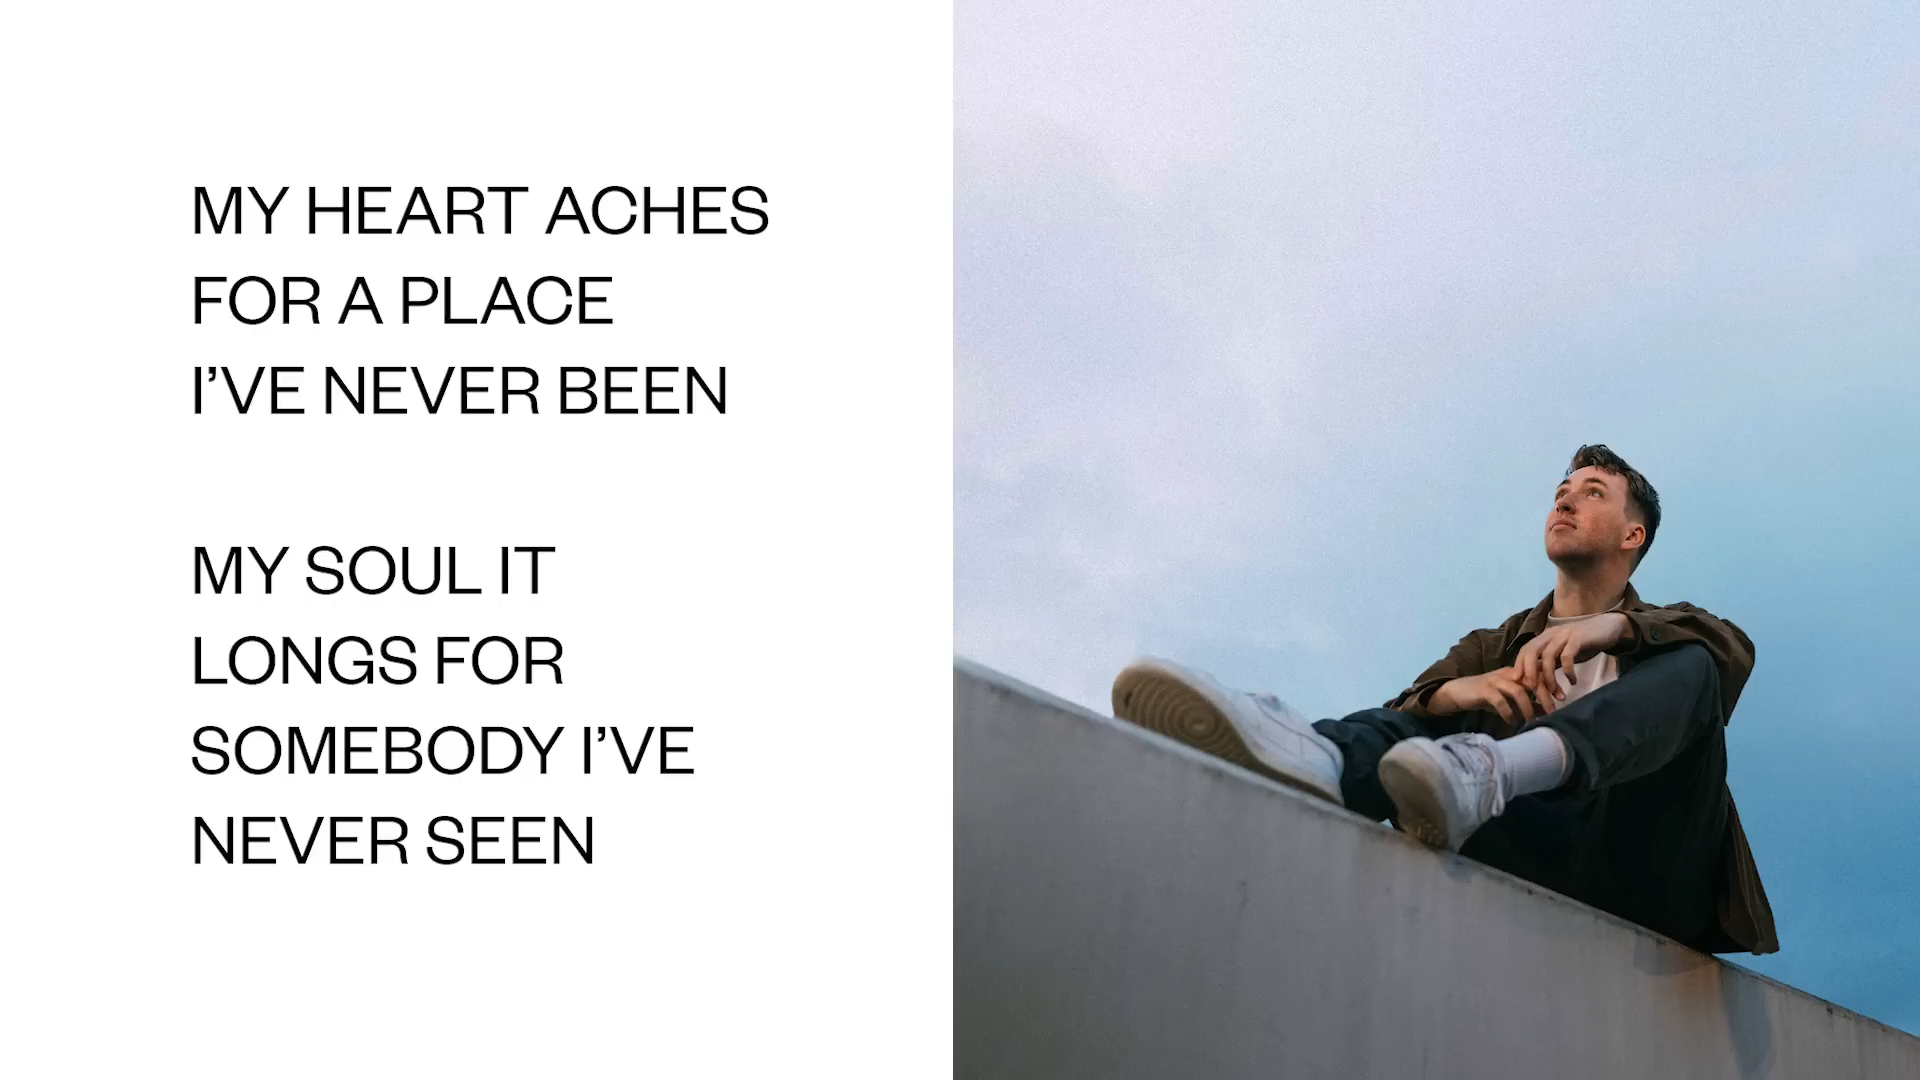 MY HEART ACHES
FOR A PLACE
I’VE NEVER BEEN
MY SOUL IT
LONGS FOR
SOMEBODY I’VE
NEVER SEEN